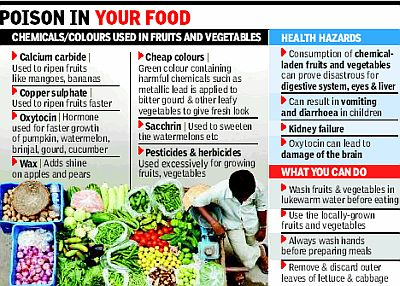 POISON IN YOUR FOOD
CHEMICALS/COLOURS USED IN FRUITS AND VEGETABLES
Calcium carbide |
Used to ripen fruits
like mangoes, bananas
Copper sulphate |
Used to ripen fruits faster
Oxytocin | Hormone
used for faster growth
of pumpkin, watermelon,
brinjal, gourd, cucumber
Wax | Adds shine
on apples and pears
Cheap colours |
Green colour containing
harmful chemicals such as
metallic lead is applied to
bitter gourd & other leafy
vegetables to give fresh look
Sacchrin | Used to sweeten
the watermelons etc
Pesticides & herbicides
Used excessively for growing
fruits, vegetables
HEALTH HAZARDS
Consumption of chemical-
laden fruits and vegetables
can prove disastrous for
digestive system, eyes & liver
Can result in vomiting
and diarrhoea in children
Kidney failure
Oxytocin can lead to
damage of the brain
WHAT YOU CAN DO
Wash fruits & vegetables in
lukewarm water before eating
Use the locally-grown
fruits and vegetables
Always wash hands
before preparing meals
Remove & discard outer
leaves of lettuce & cabbage